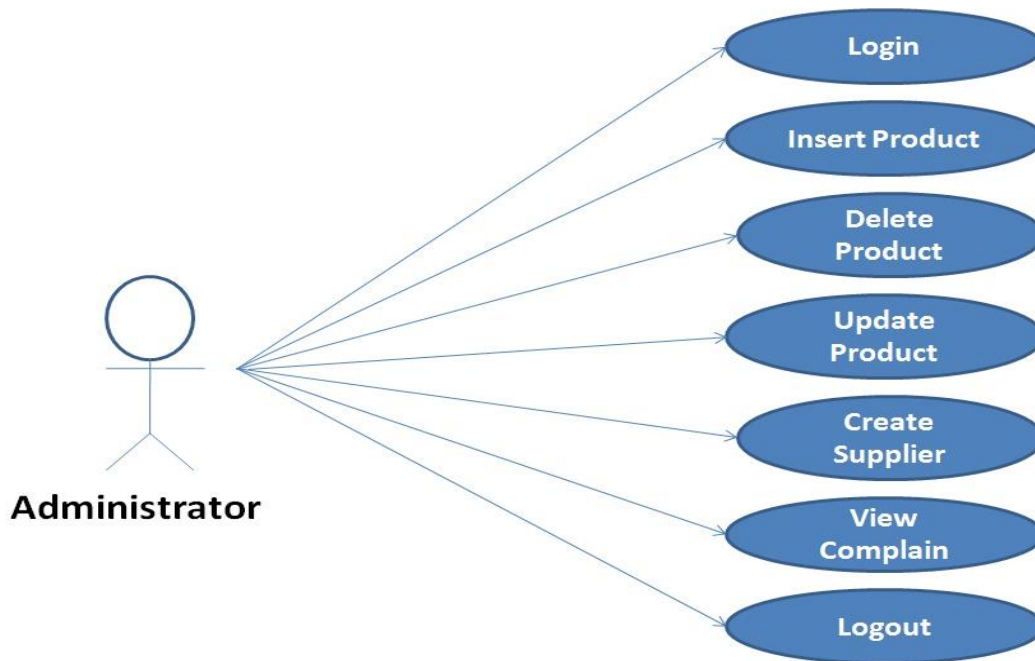 Login
Insert Product
Delete
Product
Update
Product
Create
Supplier
View
Complain
Logout
Administrator